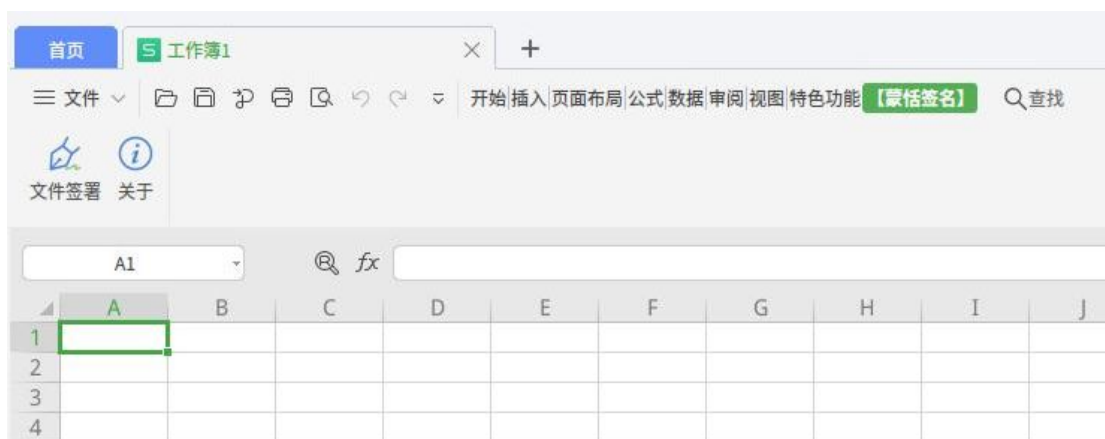 首页 S 工作簿1
文件 开始 插入 页面布局 公式 数据 审阅 视图 特色功能 【蒙恬签名】 查找
文件签署 关于
A1 fx
A B C D E F G H I J
1
2
3
4